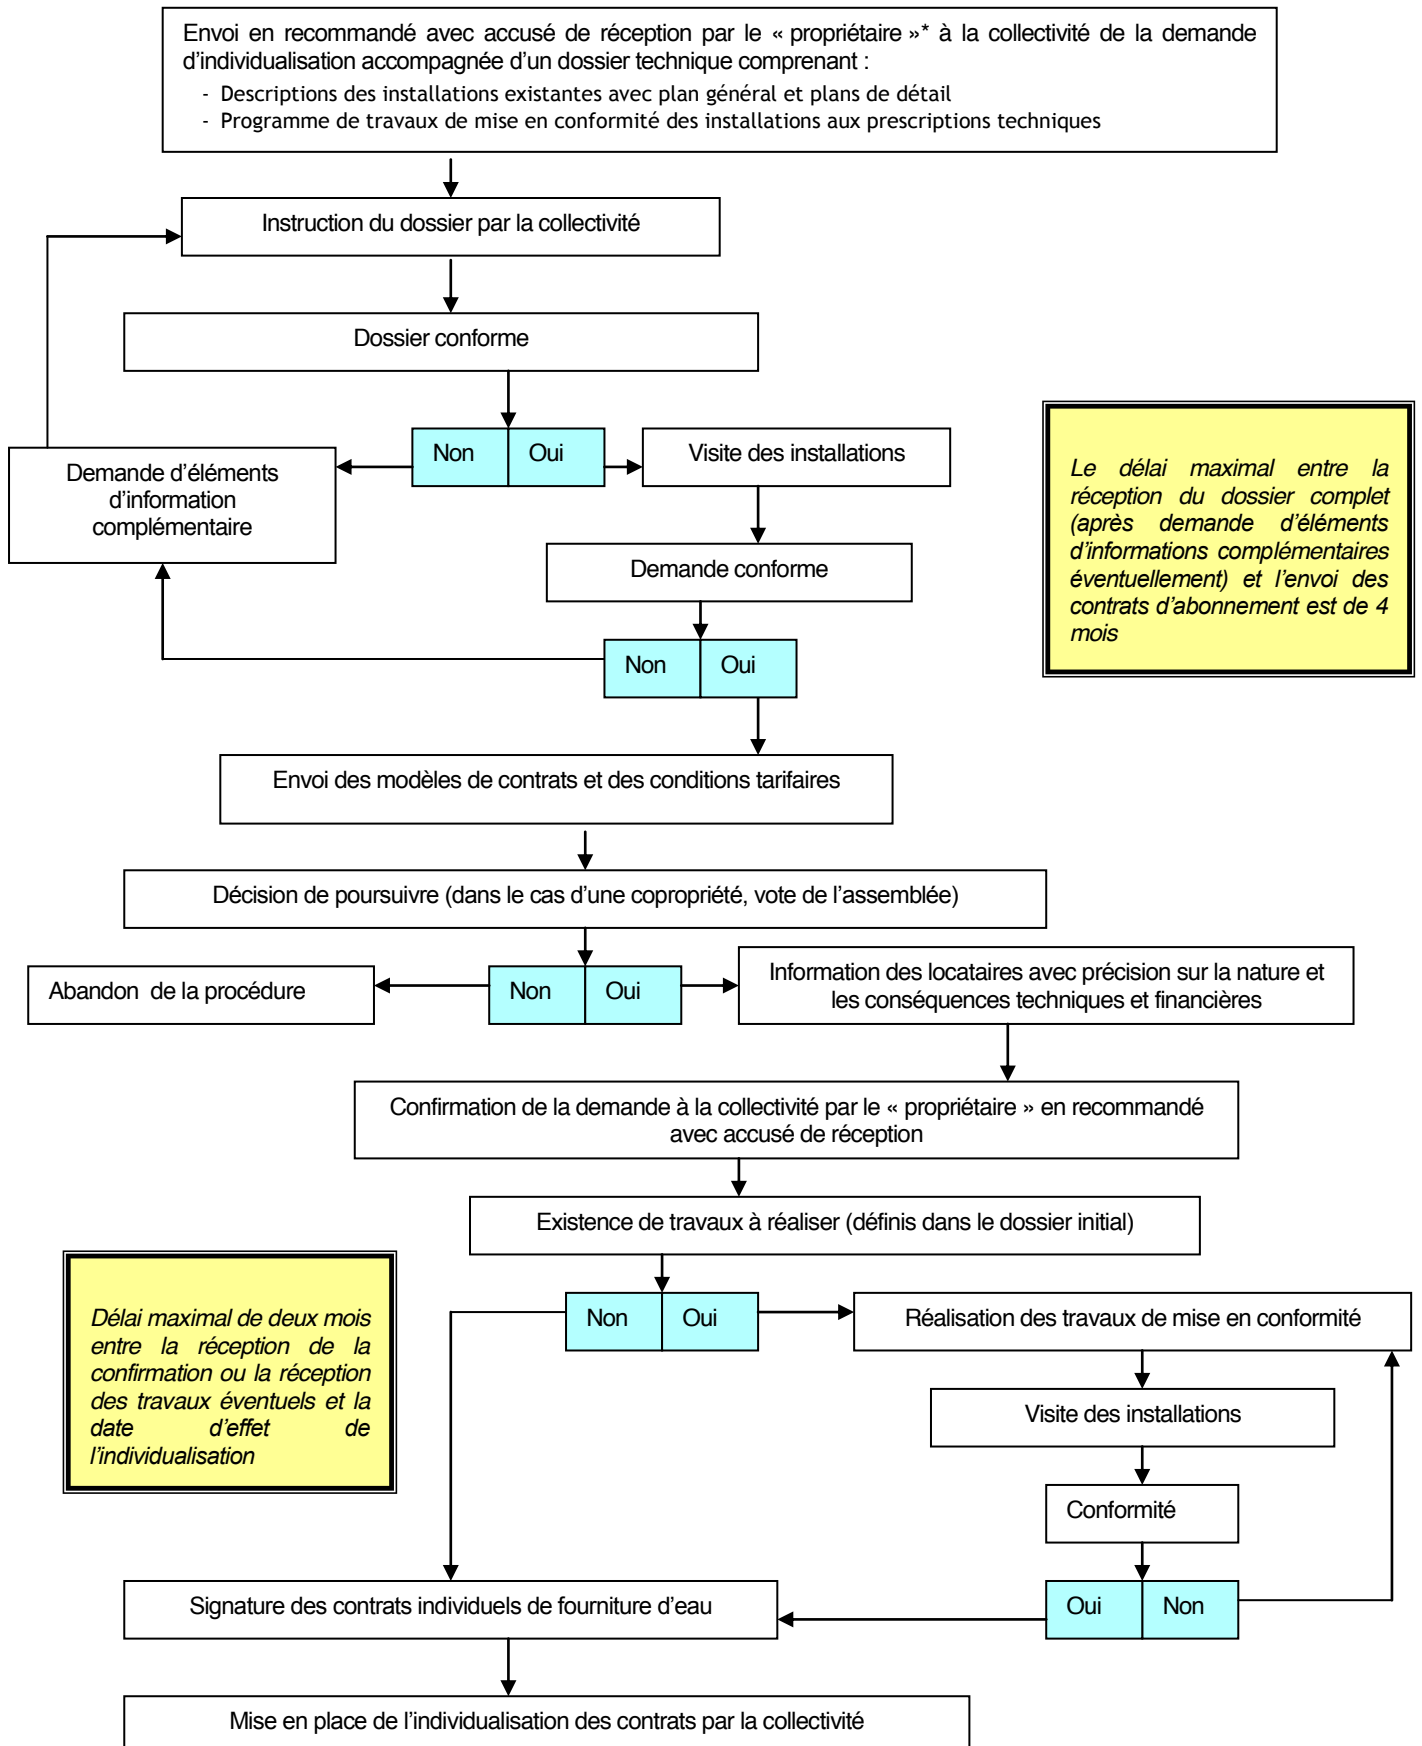 Envoi en recommandé avec accusé de réception par le « propriétaire »* à la collectivité de la demande
d'individualisation accompagnée d'un dossier technique comprenant :
- Descriptions des installations existantes avec plan général et plans de détail
- Programme de travaux de mise en conformité des installations aux prescriptions techniques
Instruction du dossier par la collectivité
Dossier conforme
Non
Oui
Visite des installations
Demande d'éléments
d'information
complémentaire
Le délai maximal entre la
réception du dossier complet
(après demande d'éléments
d'informations complémentaires
éventuellement) et l'envoi des
contrats d'abonnement est de 4
mois
Demande conforme
Non
Oui
Envoi des modèles de contrats et des conditions tarifaires
Décision de poursuivre (dans le cas d'une copropriété, vote de l'assemblée)
Abandon de la procédure
Non
Oui
Information des locataires avec précision sur la nature et
les conséquences techniques et financières
Confirmation de la demande à la collectivité par le « propriétaire » en recommandé
avec accusé de réception
Existence de travaux à réaliser (définis dans le dossier initial)
Délai maximal de deux mois
entre la réception de la
confirmation ou la réception
des travaux éventuels et la
date d'effet de
l'individualisation
Non
Oui
Réalisation des travaux de mise en conformité
Visite des installations
Conformité
Oui
Non
Signature des contrats individuels de fourniture d'eau
Mise en place de l'individualisation des contrats par la collectivité